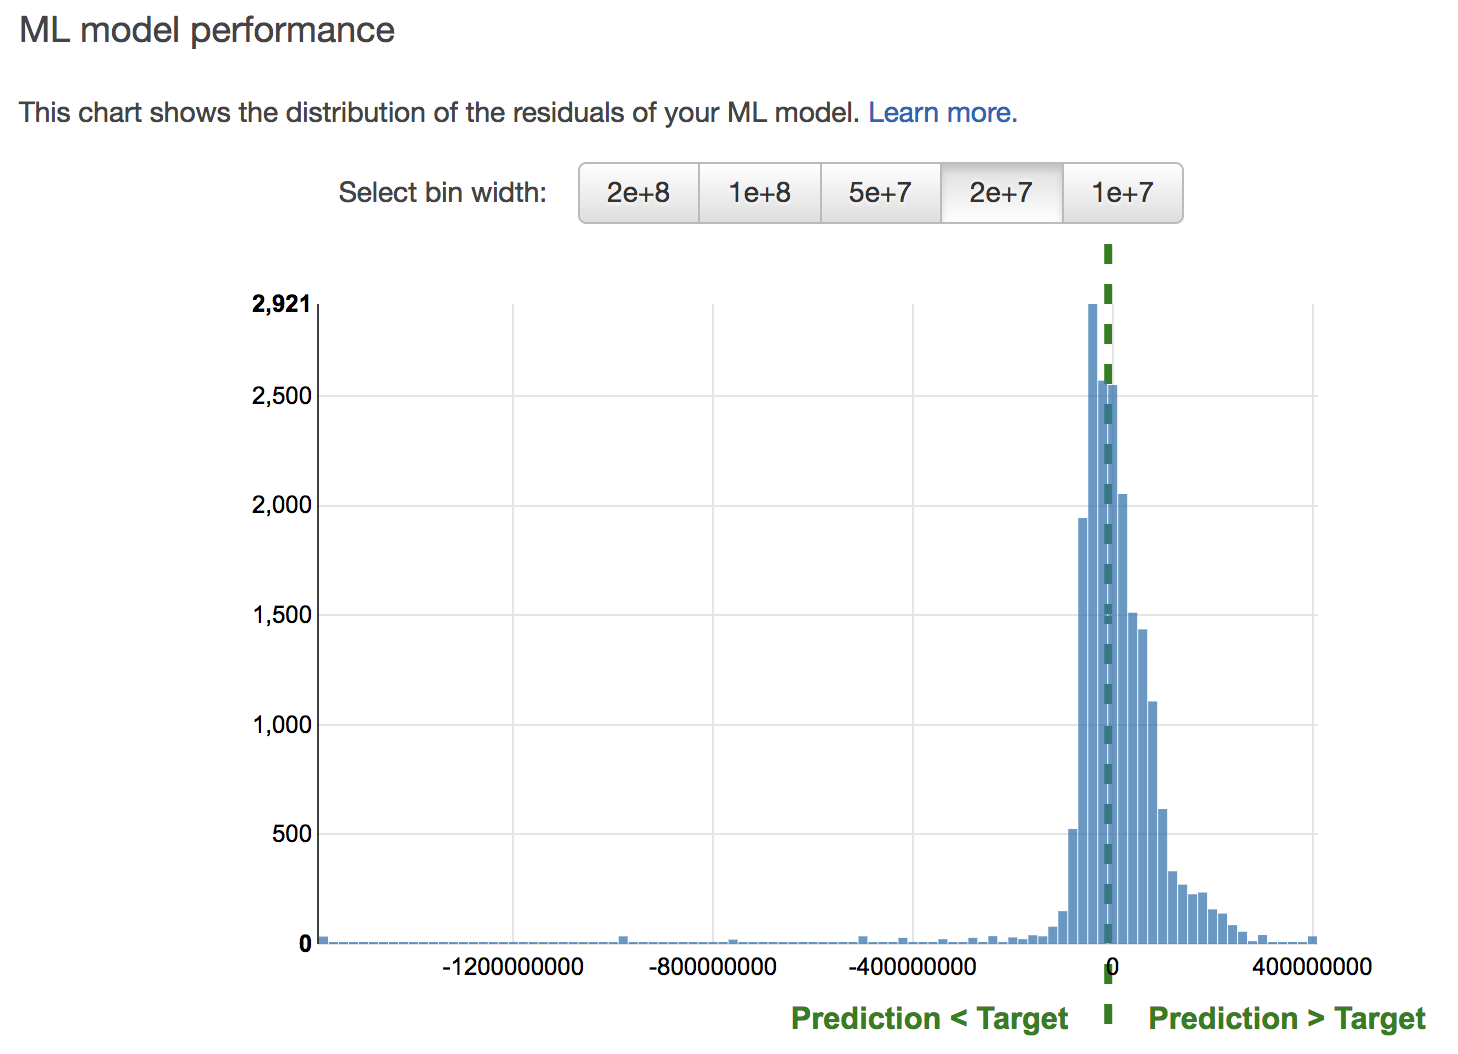 ML model performance
This chart shows the distribution of the residuals of your ML model. Learn more.
Select bin width: 2e+8 1e+8 5e+7 2e+7 1e+7
2,921
2,500
2,000
1,500
1,000
500
0
-1200000000 -800000000 -400000000 0 400000000
Prediction < Target Prediction > Target